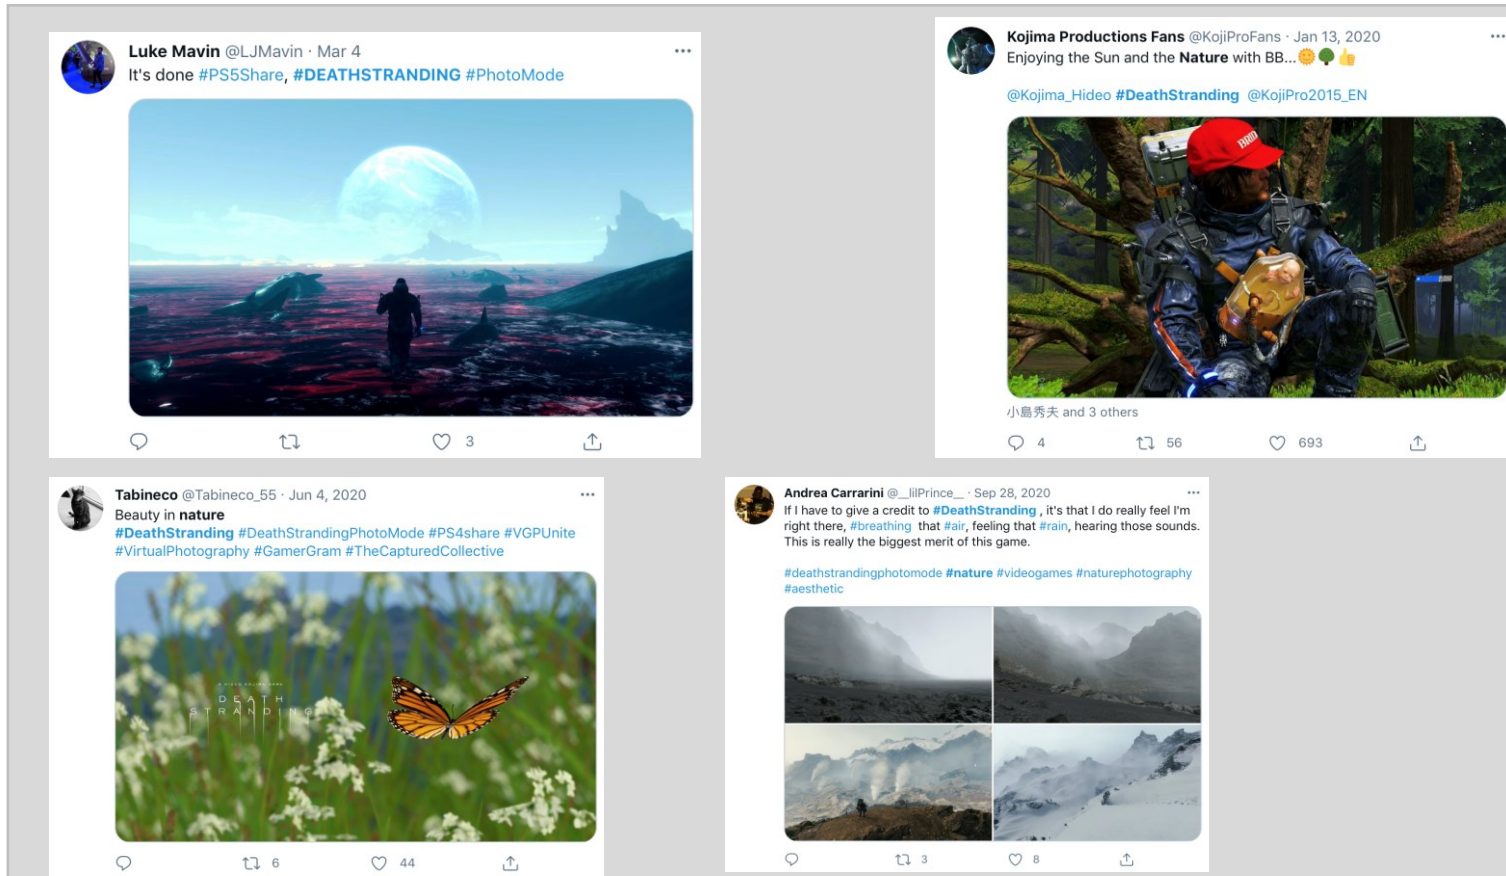 Luke Mavin @LJMavin · Mar 4
It's done #PS5Share, #DEATHSTRANDING #PhotoMode
3
Kojima Productions Fans @KojiProFans · Jan 13, 2020
Enjoying the Sun and the Nature with BB...🌞🌳👍
@Kojima_Hideo #DeathStranding @KojiPro2015_EN
BRID
小島秀夫 and 3 others
4 56 693
Tabineco @Tabineco_55 · Jun 4, 2020
Beauty in nature
#DeathStranding #DeathStrandingPhotoMode #PS4share #VGPUnite
#VirtualPhotography #GamerGram #TheCapturedCollective
A HIDEO KOJIMA GAME
DEATH
STRANDING
6 44
Andrea Carrarini @__lilPrince__ · Sep 28, 2020
If I have to give a credit to #DeathStranding , it's that I do really feel I'm
right there, #breathing that #air, feeling that #rain, hearing those sounds.
This is really the biggest merit of this game.
#deathstrandingphotomode #nature #videogames #naturephotography
#aesthetic
3 8